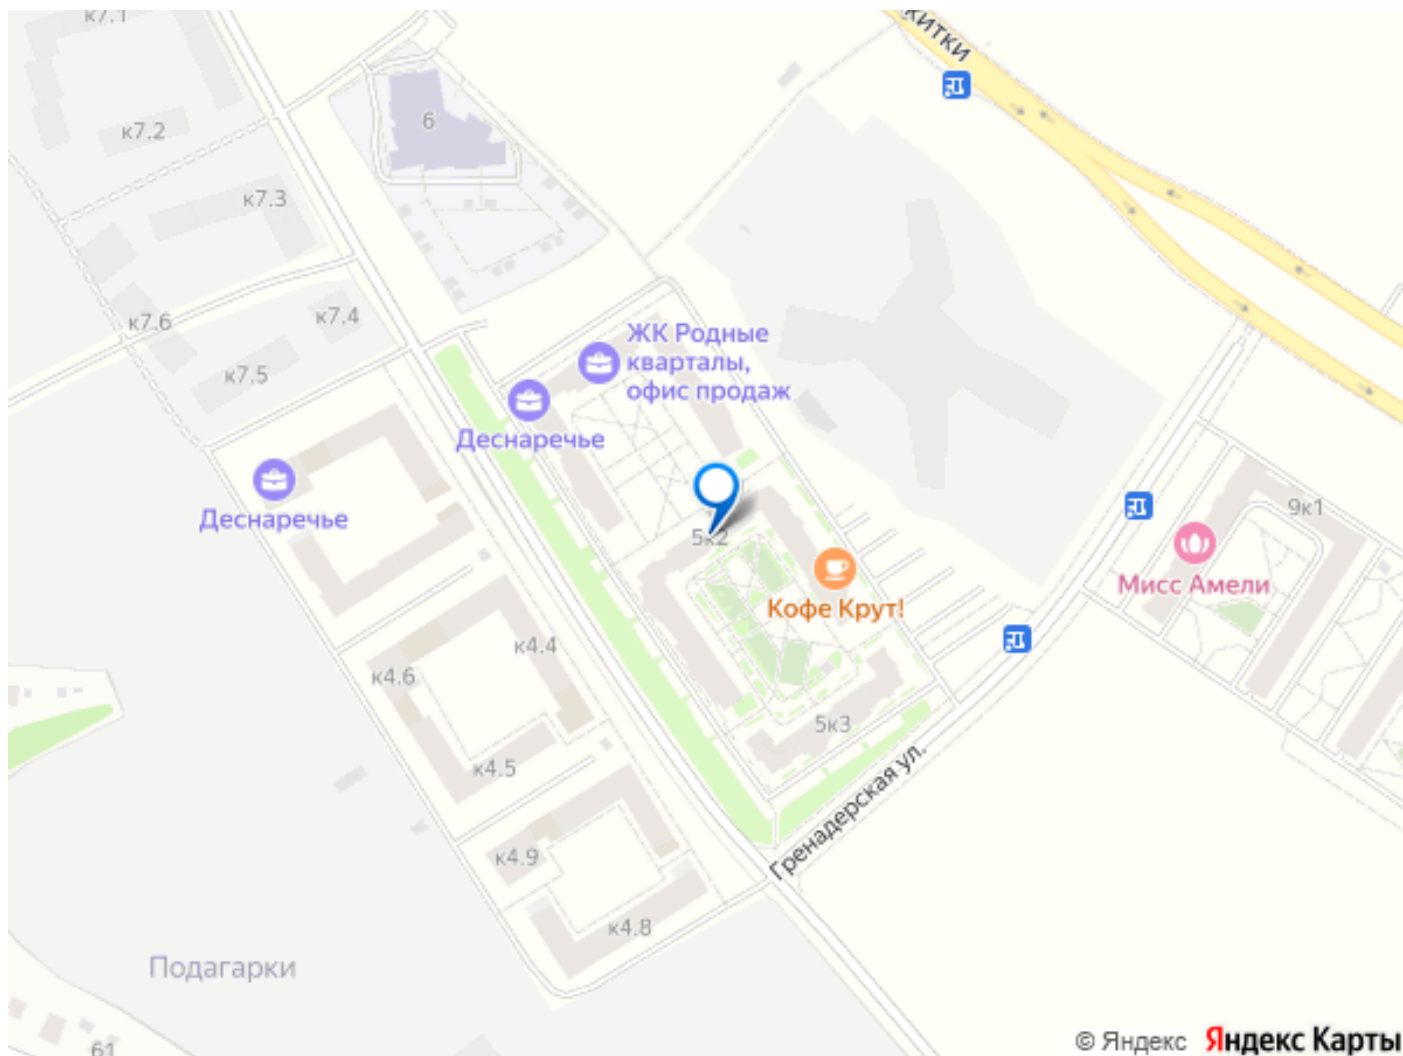 к7.1
китки
6
к7.2
к7.3
к7.4
к7.6
к7.5
ЖК Родные
кварталы,
офис продаж
Деснаречье
Деснаречье
5к2
9к1
Мисс Амели
Кофе Крут!
к4.4
к4.6
5к3
к4.5
Гренадерская ул.
к4.9
к4.8
Подагарки
61
© Яндекс Яндекс Карты